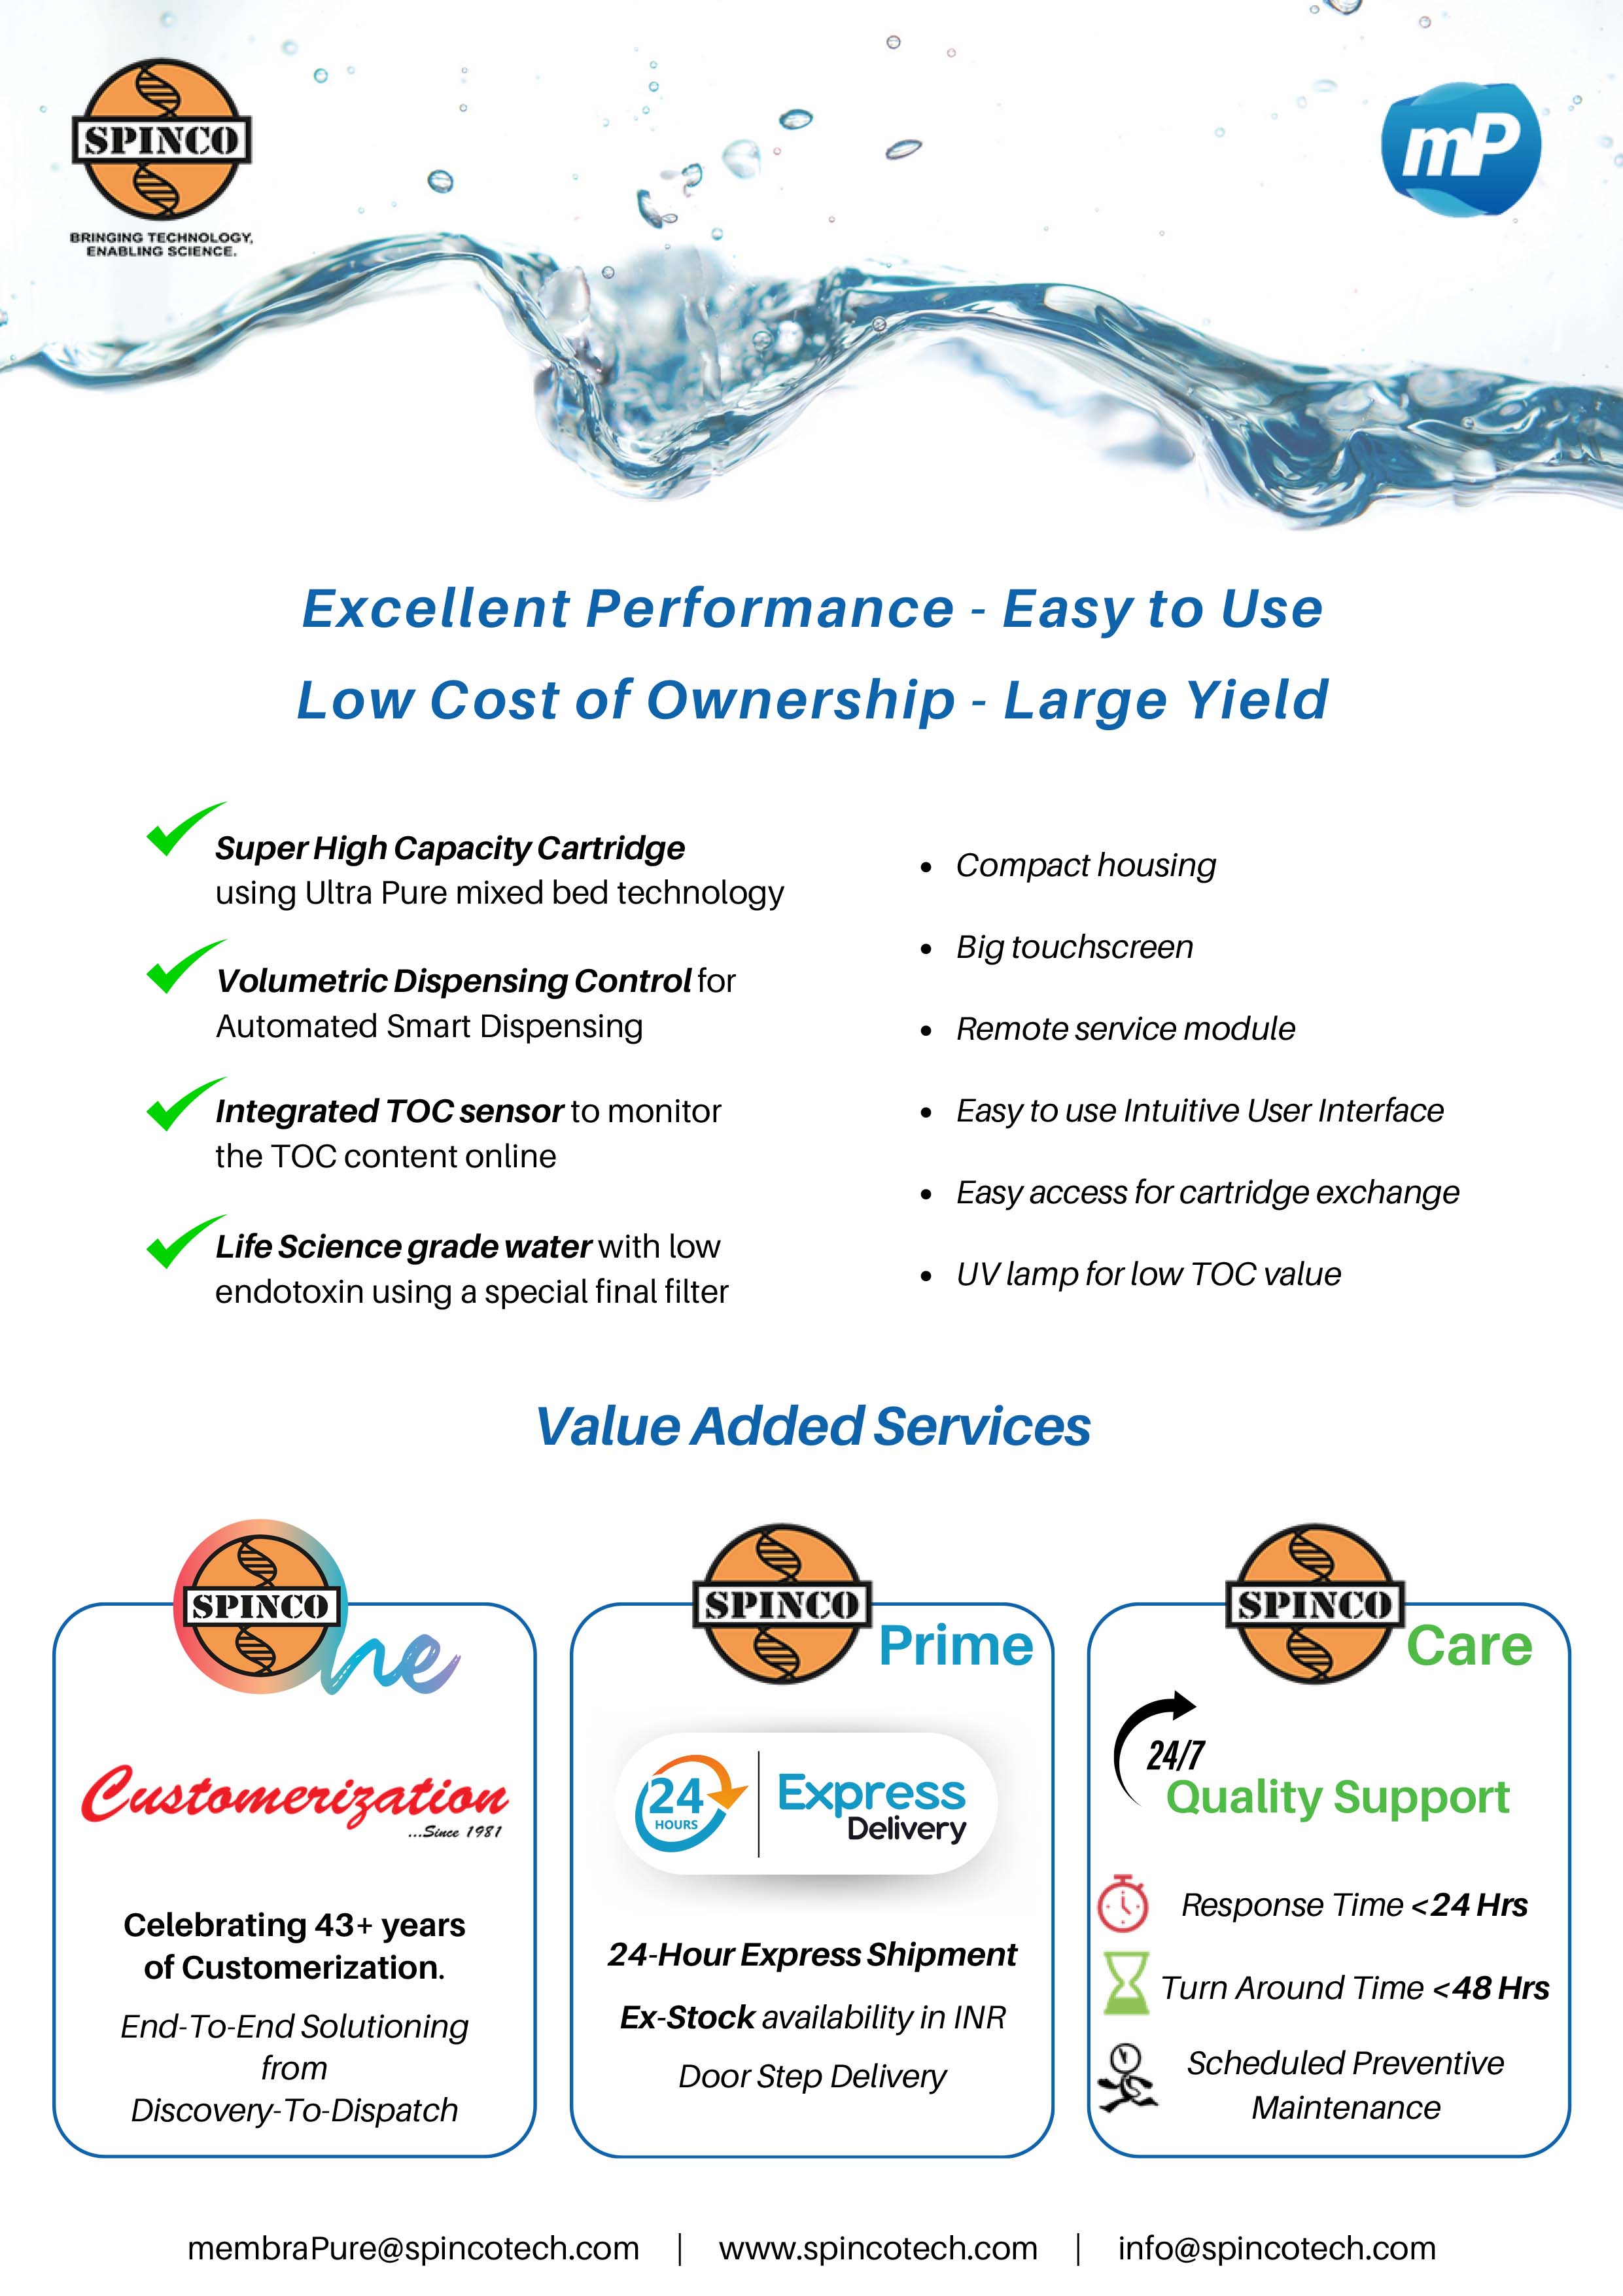 SPINCO
BRINGING TECHNOLOGY,
ENABLING SCIENCE.
mP
Excellent Performance - Easy to Use
Low Cost of Ownership - Large Yield
Super High Capacity Cartridge
using Ultra Pure mixed bed technology
Volumetric Dispensing Control for
Automated Smart Dispensing
Integrated TOC sensor to monitor
the TOC content online
Life Science grade water with low
endotoxin using a special final filter
• Compact housing
• Big touchscreen
• Remote service module
• Easy to use Intuitive User Interface
• Easy access for cartridge exchange
• UV lamp for low TOC value
Value Added Services
SPINCO
ne
Customerization
...Since 1981
Celebrating 43+ years
of Customerization.
End-To-End Solutioning
from
Discovery-To-Dispatch
SPINCO
Prime
24
HOURS
Express
Delivery
24-Hour Express Shipment
Ex-Stock availability in INR
Door Step Delivery
SPINCO
Care
24/7
Quality Support
Response Time <24 Hrs
Turn Around Time <48 Hrs
Scheduled Preventive
Maintenance
membraPure@spincotech.com | www.spincotech.com | info@spincotech.com